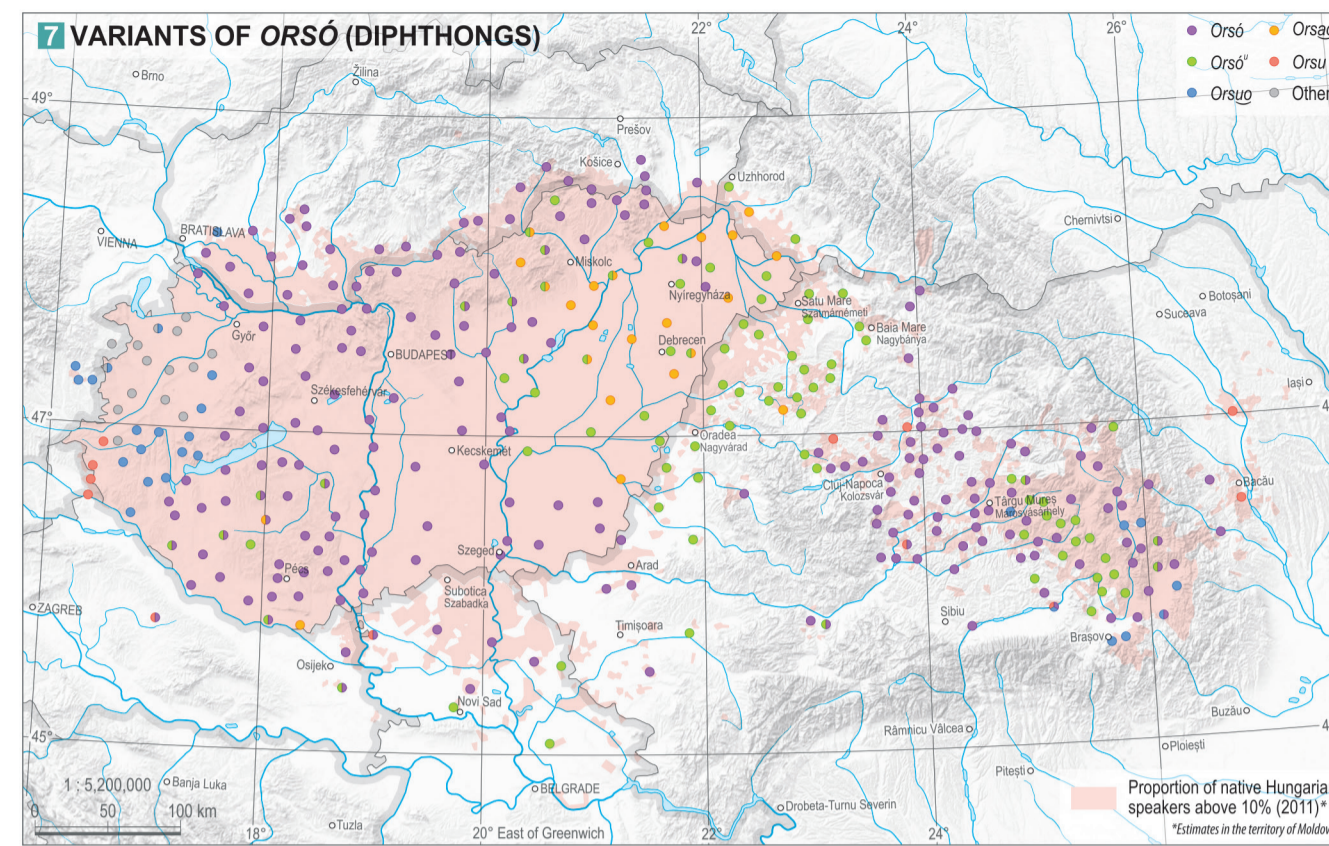 7 VARIANTS OF ORSÓ (DIPHTHONGS)
22° 24° 26°
Orsó
Orsóᵘ Orsu
Orsuo Other
Brno
Žilina
49°
Prešov
Košice
Uzhhorod
Chernivtsi
VIENNA
BRATISLAVA
Miskolc
Nyíregyháza
Satu Mare
Szatmárnémeti
Botoşani
Suceava
Győr
BUDAPEST
Debrecen
Baia Mare
Nagybánya
Iaşi
Székesfehérvár
47°
4
Oradea
Nagyvárad
Kecskemét
Cluj-Napoca
Kolozsvár
Târgu Mureş
Marosvásárhely
Bacău
Szeged
Pécs
Arad
Subotica
Szabadka
ZAGREB
Timişoara
Sibiu
Braşov
Osijek
Novi Sad
Buzău
Râmnicu Vâlcea
45°
4
Ploieşti
Piteşti
1 : 5,200,000
Banja Luka
BELGRADE
0 50 100 km
Drobeta-Turnu Severin
Tuzla
18° 20° East of Greenwich 22° 24°
Proportion of native Hungaria
speakers above 10% (2011)*
*Estimates in the territory of Moldov